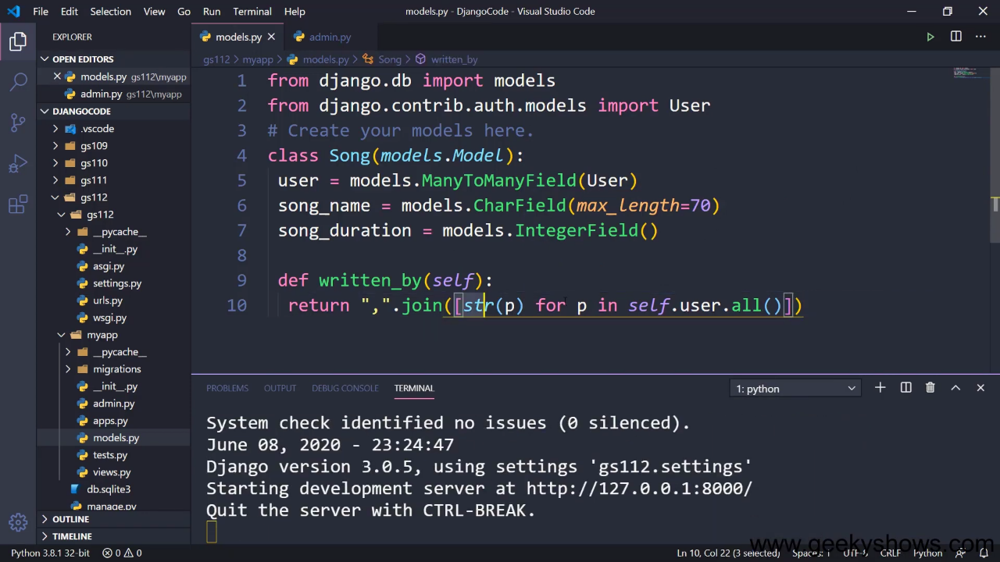 File Edit Selection View Go Run Terminal Help models.py - DjangoCode - Visual Studio Code
EXPLORER
OPEN EDITORS
models.py gs112\myapp
admin.py gs112\myapp
DJANGOCODE
.vscode
gs109
gs110
gs111
gs112
gs112
__pycache__
__init__.py
asgi.py
settings.py
urls.py
wsgi.py
myapp
__pycache__
migrations
__init__.py
admin.py
apps.py
models.py
tests.py
views.py
db.sqlite3
manage.py
OUTLINE
TIMELINE
models.py admin.py
gs112 myapp models.py Song written_by
1 from django.db import models
2 from django.contrib.auth.models import User
3 # Create your models here.
4 class Song(models.Model):
5 user = models.ManyToManyField(User)
6 song_name = models.CharField(max_length=70)
7 song_duration = models.IntegerField()
8
9 def written_by(self):
10 return ",".join([str(p) for p in self.user.all()])
PROBLEMS OUTPUT DEBUG CONSOLE TERMINAL 1: python
System check identified no issues (0 silenced).
June 08, 2020 - 23:24:47
Django version 3.0.5, using settings 'gs112.settings'
Starting development server at http://127.0.0.1:8000/
Quit the server with CTRL-BREAK.
www.geekyshows.com
Python 3.8.1 32-bit 0 0 Ln 10, Col 22 (3 selected) Spaces: 1 UTF-8 CRLF Python